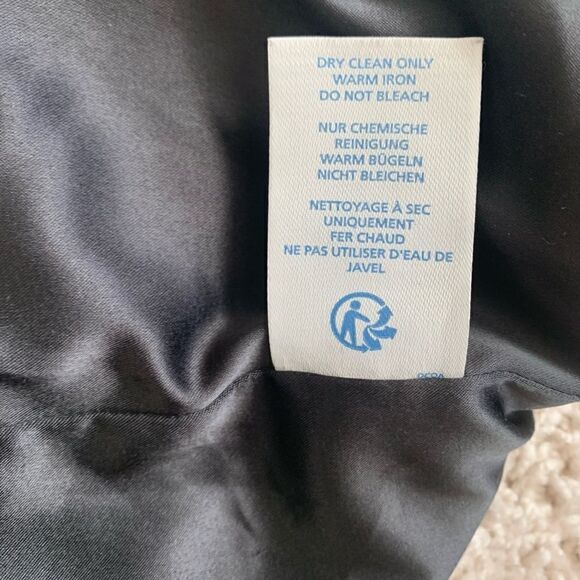 DRY CLEAN ONLY
WARM IRON
DO NOT BLEACH
NUR CHEMISCHE
REINIGUNG
WARM BÜGELN
NICHT BLEICHEN
NETTOYAGE À SEC
UNIQUEMENT
FER CHAUD
NE PAS UTILISER D'EAU DE
JAVEL